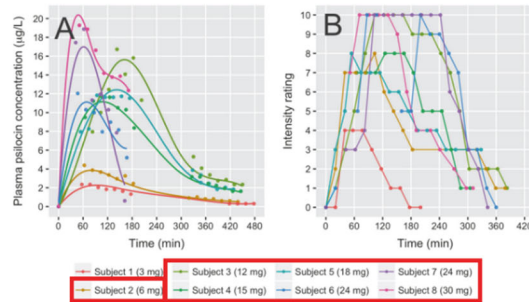 A
Plasma psilocin concentration (µg/L)
20
18
16
14
12
10
8
6
4
2
0
0 60 120 180 240 300 360 420 480
Time (min)
B
Intensity rating
10
9
8
7
6
5
4
3
2
1
0
0 60 120 180 240 300 360 420
Time (min)
Subject 1 (3 mg) Subject 3 (12 mg) Subject 5 (18 mg) Subject 7 (24 mg)
Subject 2 (6 mg) Subject 4 (15 mg) Subject 6 (24 mg) Subject 8 (30 mg)